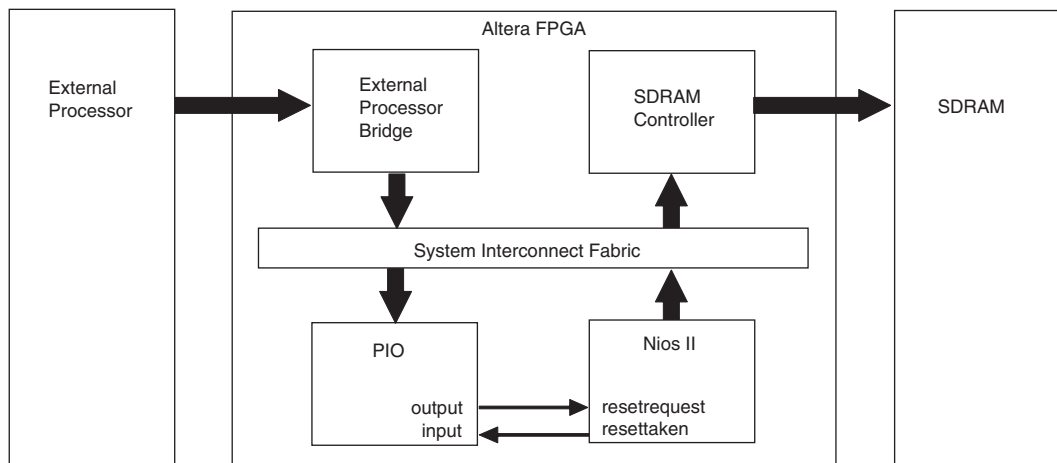 Altera FPGA
External
Processor
External
Processor
Bridge
SDRAM
Controller
SDRAM
System Interconnect Fabric
PIO
output
input
Nios II
resetrequest
resettaken